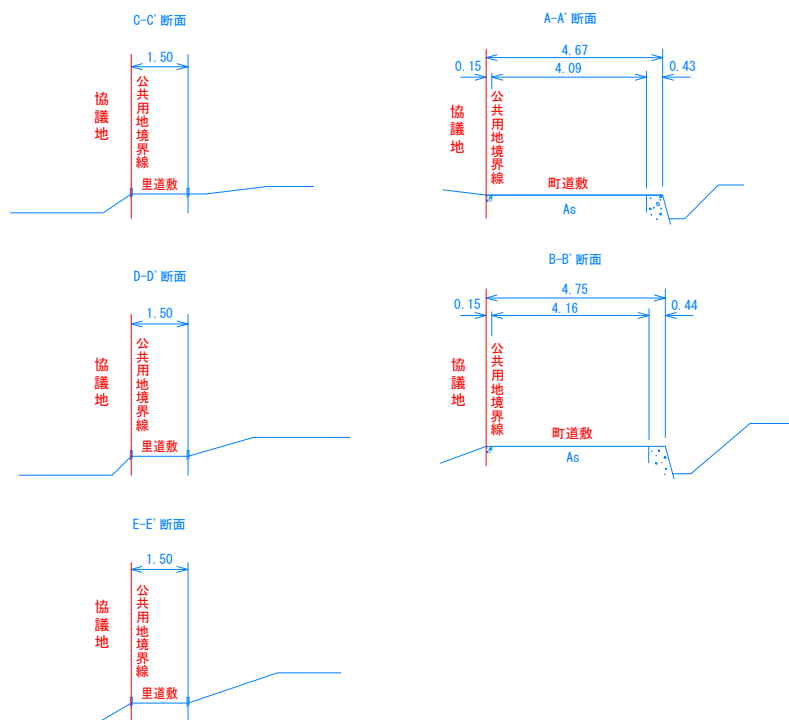 C-C' 断面
1.50
協議地
公共用地境界線
里道敷
A-A' 断面
4.67
0.15
4.09
0.43
協議地
公共用地境界線
町道敷
As
D-D' 断面
1.50
協議地
公共用地境界線
里道敷
B-B' 断面
4.75
0.15
4.16
0.44
協議地
公共用地境界線
町道敷
As
E-E' 断面
1.50
協議地
公共用地境界線
里道敷